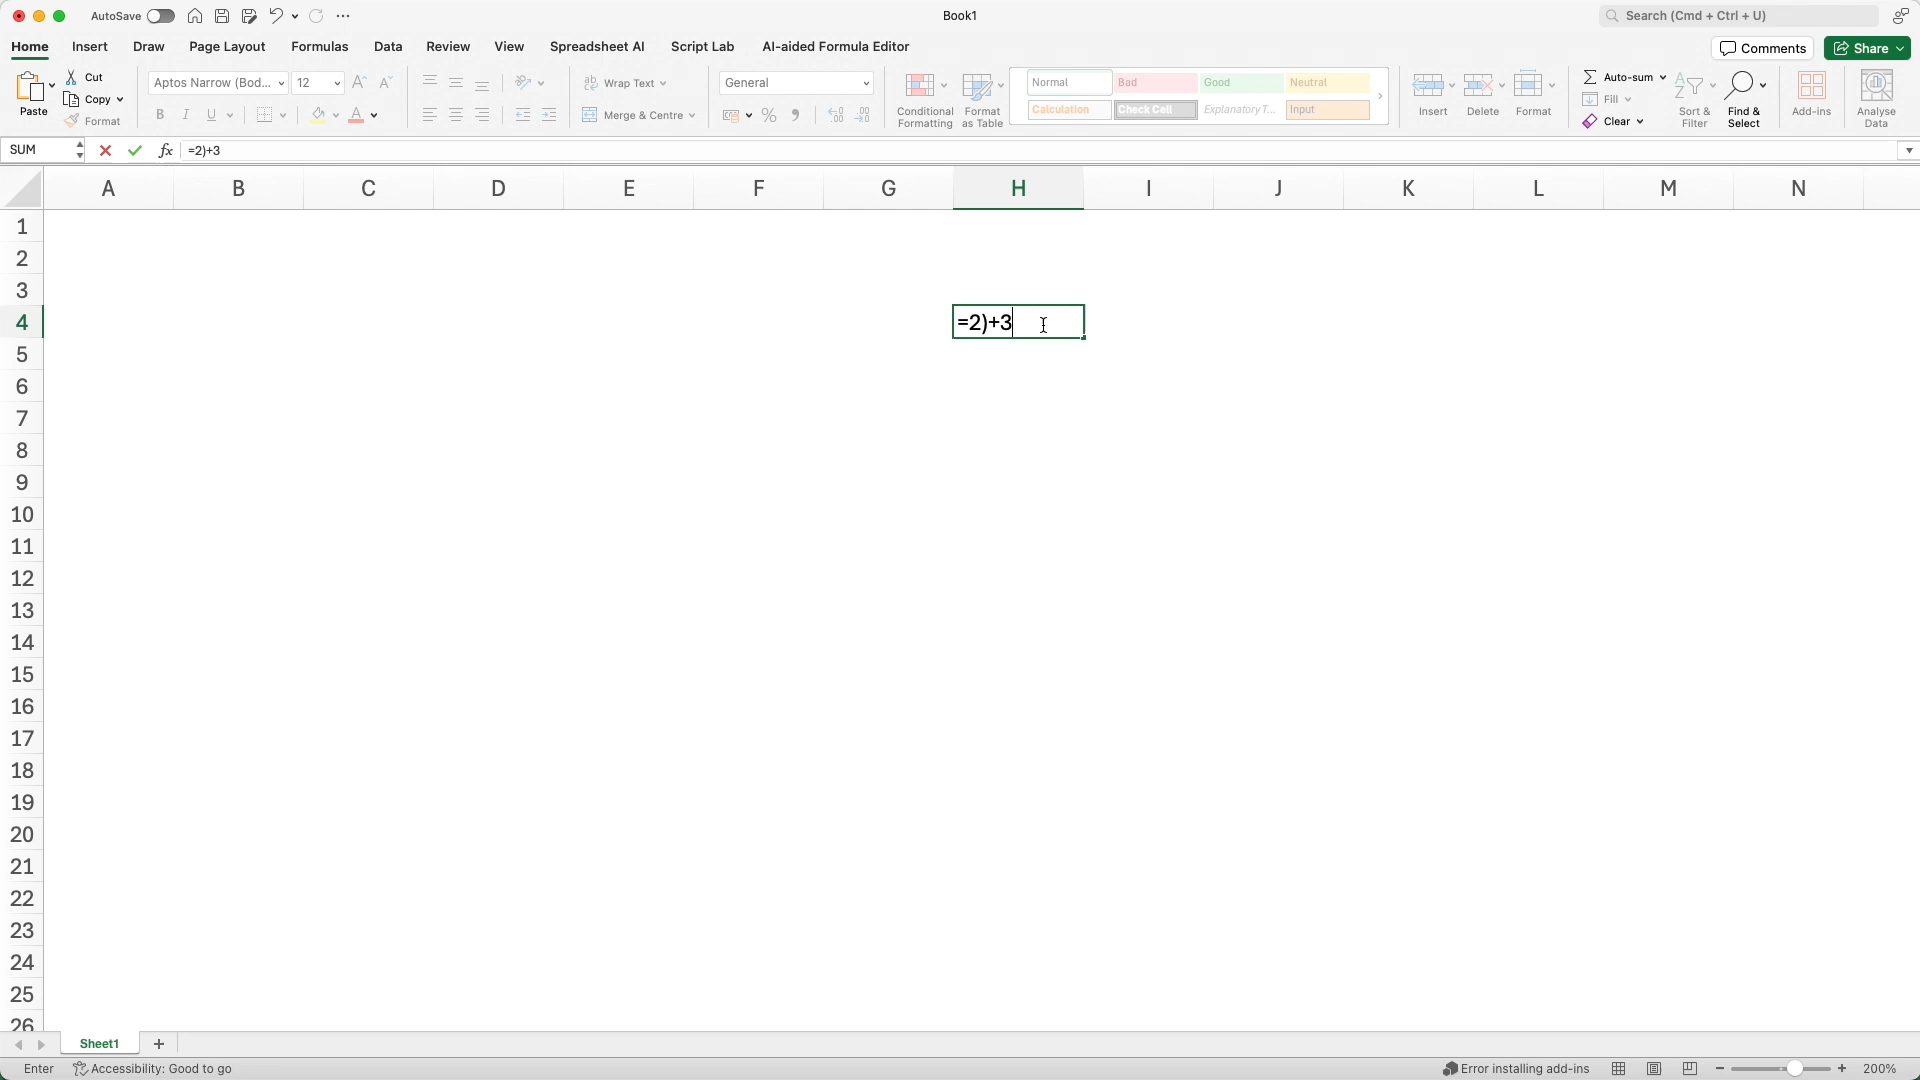 AutoSave
Book1
Search (Cmd + Ctrl + U)
Home Insert Draw Page Layout Formulas Data Review View Spreadsheet AI Script Lab AI-aided Formula Editor
Comments Share
Paste
Cut
Copy
Format
Aptos Narrow (Bod... 12
B I U A
ab Wrap Text
Merge & Centre
General
Conditional Formatting
Format as Table
Normal Bad Good Neutral
Calculation Check Cell Explanatory T... Input
Insert Delete Format
Auto-sum
Fill
Clear
Sort & Filter
Find & Select
Add-ins
Analyse Data
SUM fx =2)+3
A B C D E F G H I J K L M N
1
2
3
4 =2)+3
5
6
7
8
9
10
11
12
13
14
15
16
17
18
19
20
21
22
23
24
25
26
Sheet1 +
Enter Accessibility: Good to go Error installing add-ins 200%